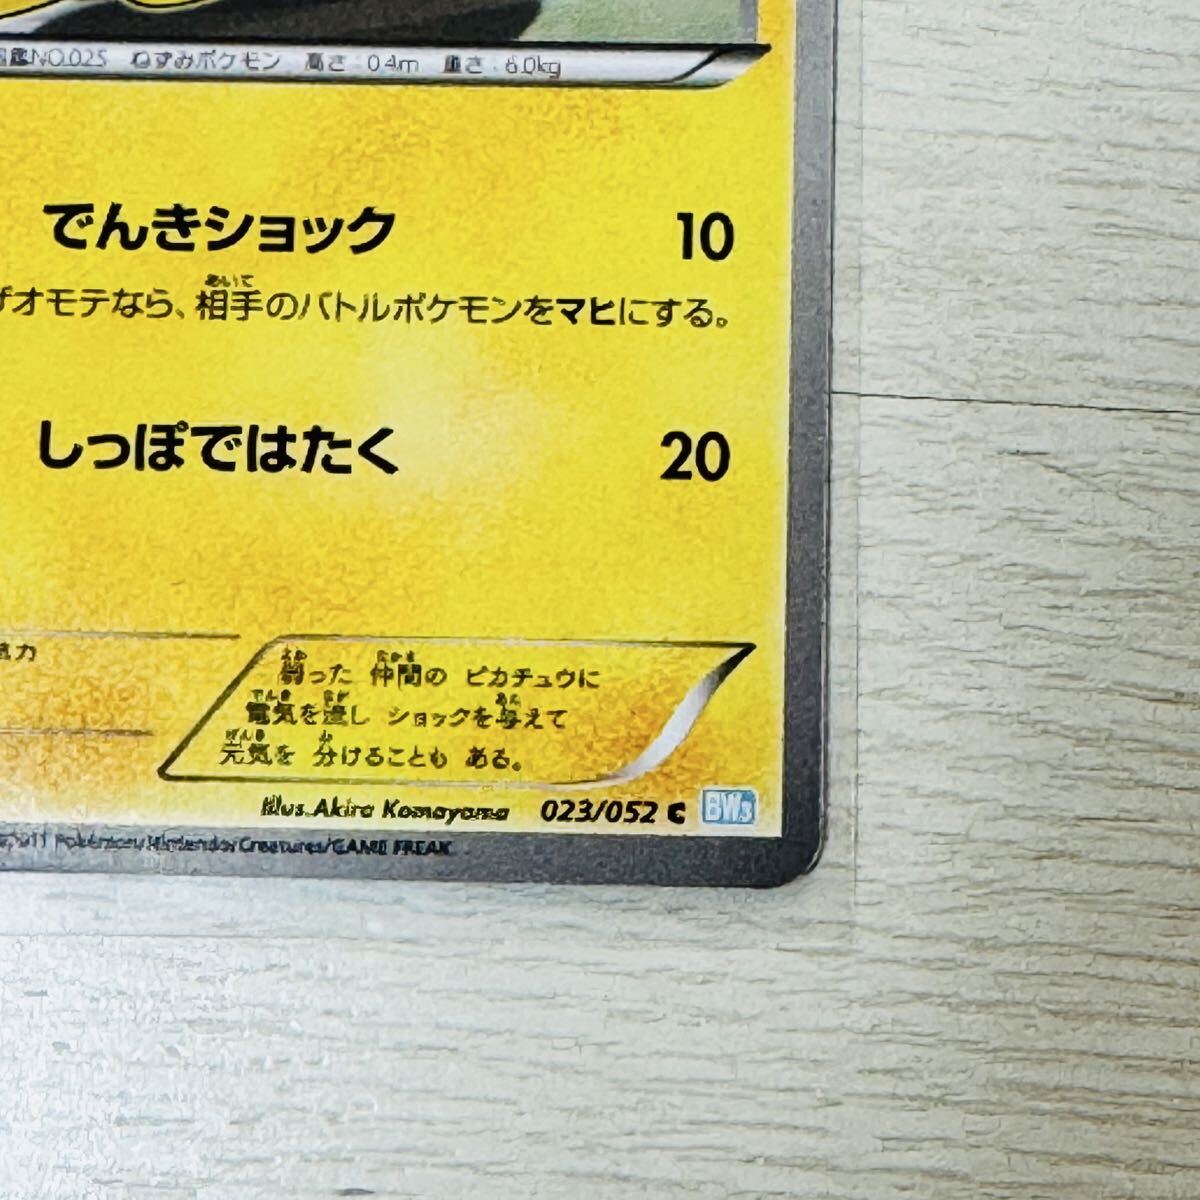 NO.025 ねずみポケモン 高さ：0.4m 重さ：6.0kg
でんきショック 10
オモテなら、相手のバトルポケモンをマヒにする。
しっぽではたく 20
力
弱った 仲間の ピカチュウに
電気を流し ショックを与えて
元気を 分けることも ある。
Illus. Akira Komayama 023/052 C BW3
2011 Pokémon/Nintendo/Creatures/GAME FREAK